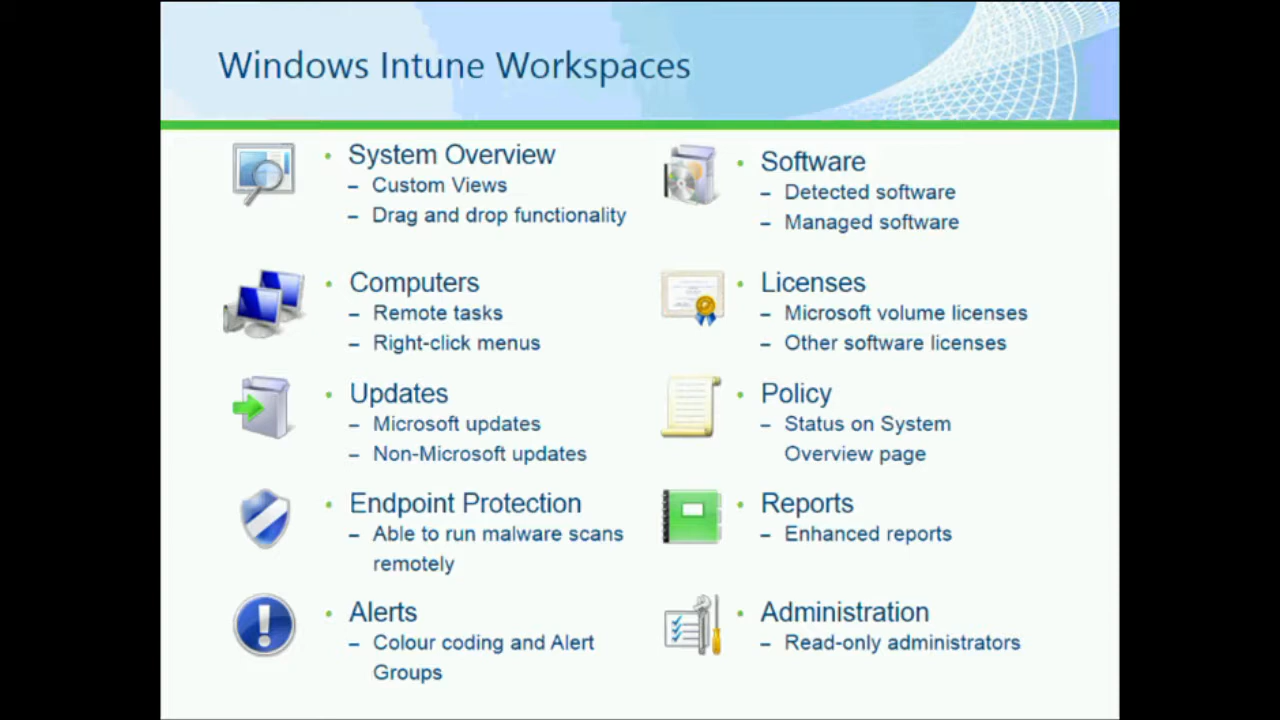 Windows Intune Workspaces
• System Overview
– Custom Views
– Drag and drop functionality
• Computers
– Remote tasks
– Right-click menus
• Updates
– Microsoft updates
– Non-Microsoft updates
• Endpoint Protection
– Able to run malware scans
remotely
• Alerts
– Colour coding and Alert
Groups
• Software
– Detected software
– Managed software
• Licenses
– Microsoft volume licenses
– Other software licenses
• Policy
– Status on System
Overview page
• Reports
– Enhanced reports
• Administration
– Read-only administrators